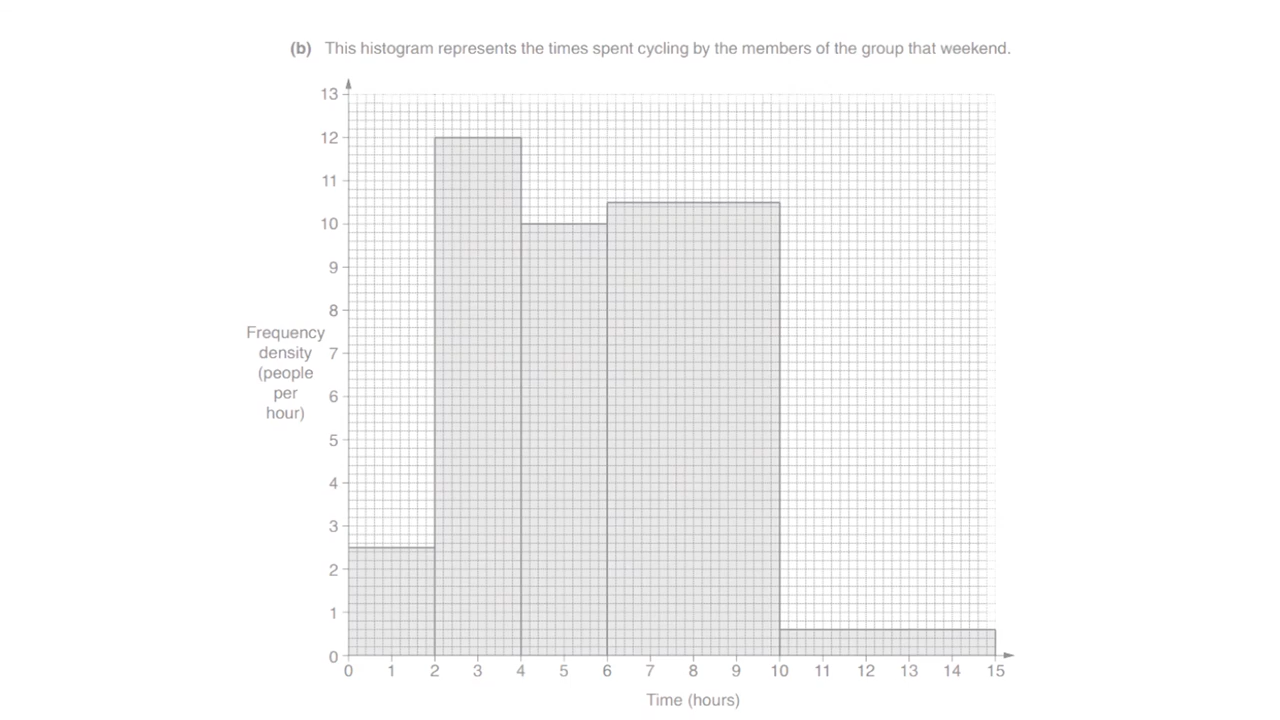 (b) This histogram represents the times spent cycling by the members of the group that weekend.
13
12
11
10
9
8
7
6
5
4
3
2
1
0
Frequency
density
(people
per
hour)
0 1 2 3 4 5 6 7 8 9 10 11 12 13 14 15
Time (hours)